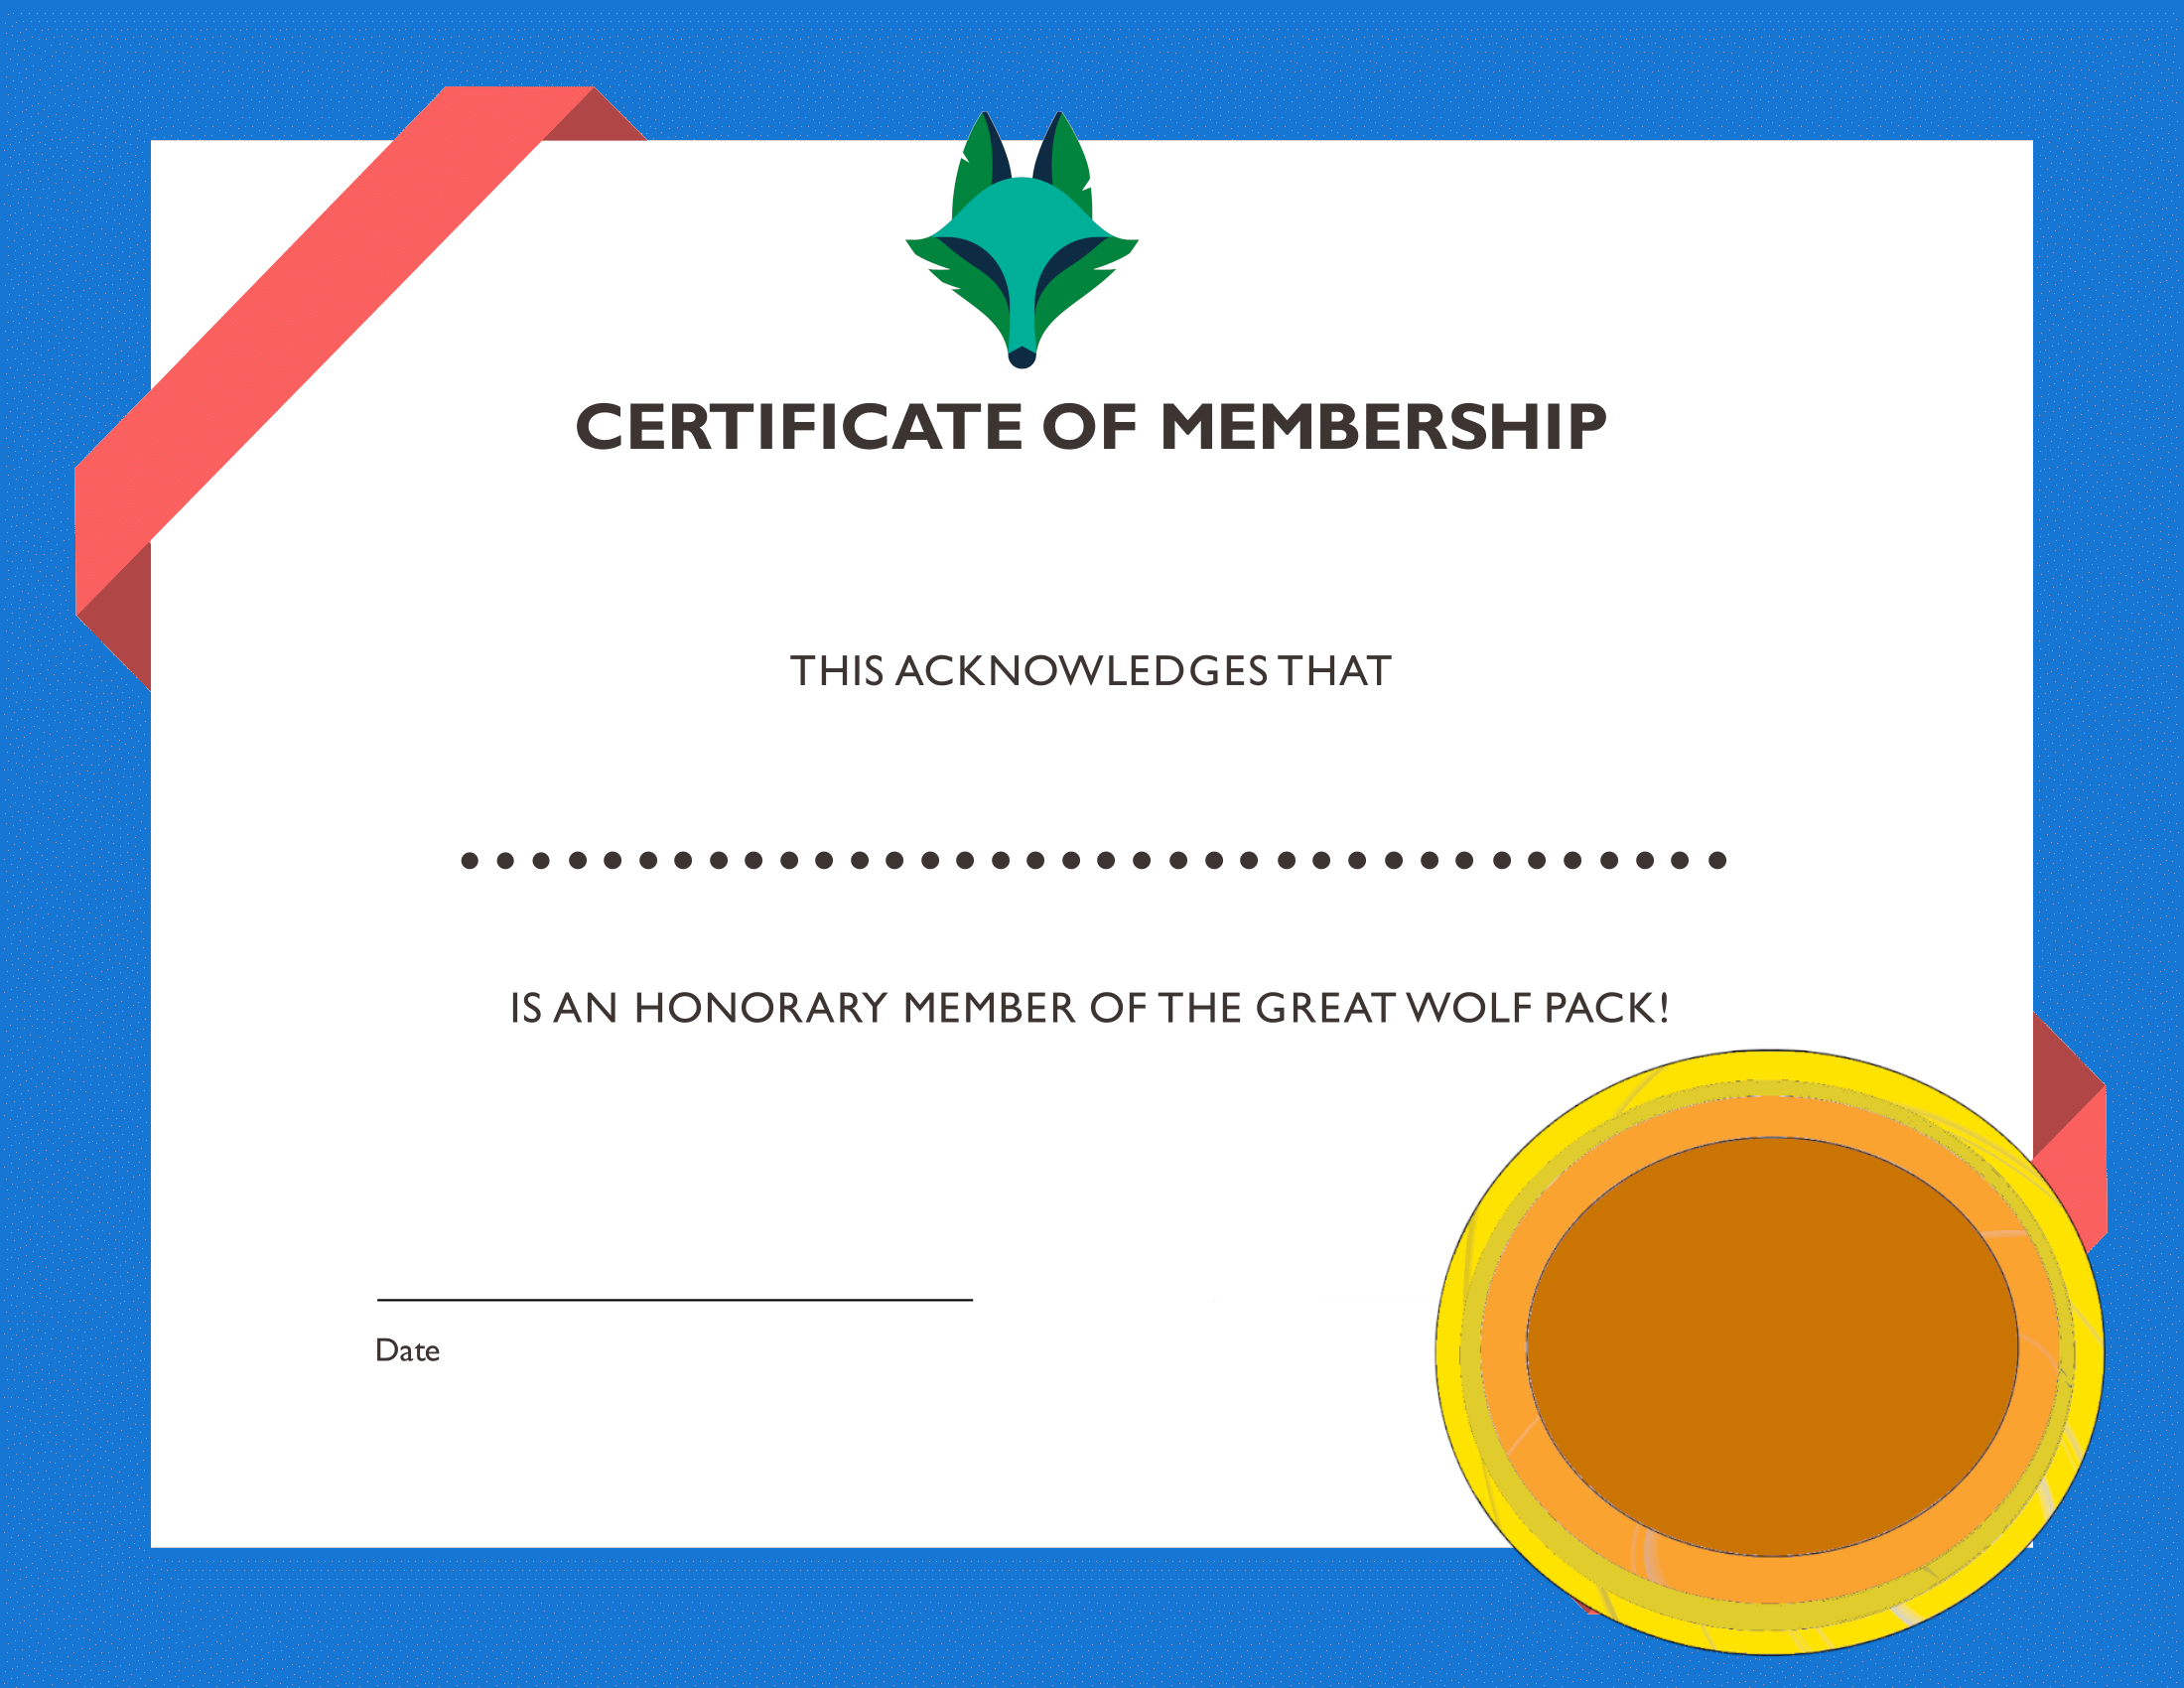 CERTIFICATE OF MEMBERSHIP
THIS ACKNOWLEDGES THAT
IS AN HONORARY MEMBER OF THE GREAT WOLF PACK!
Date